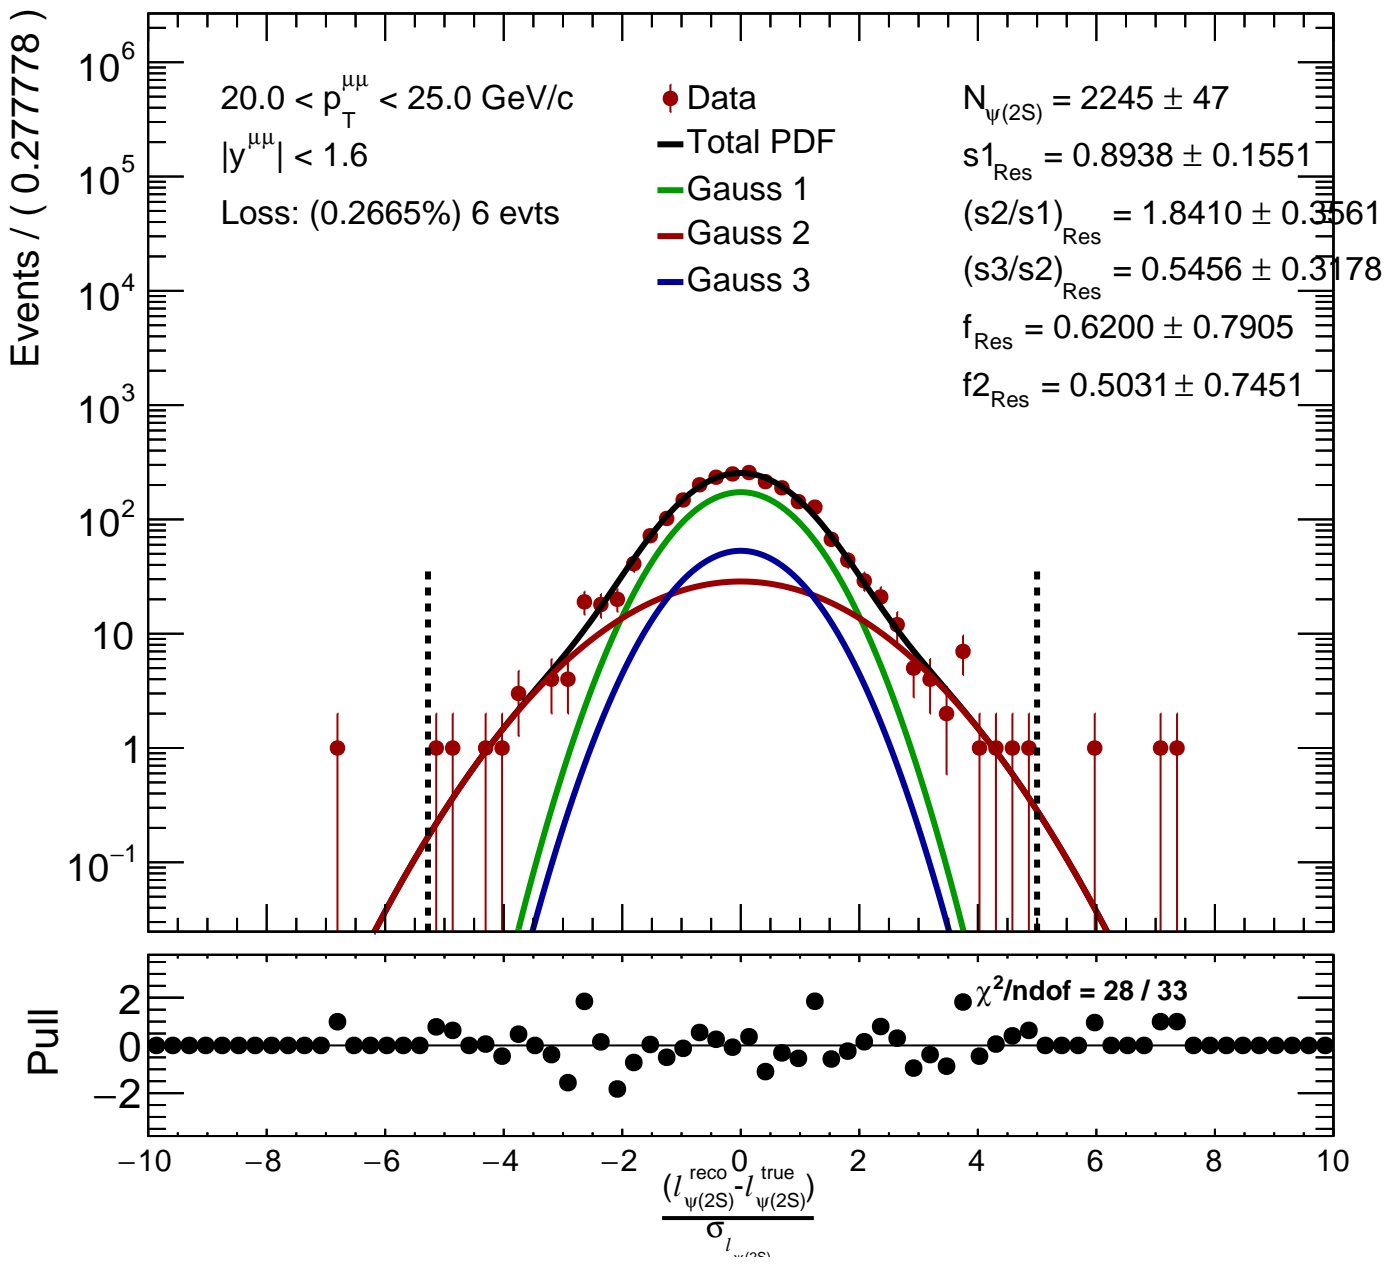 Events / ( 0.277778 )
10^6
10^5
10^4
10^3
10^2
10
1
10^−1
20.0 < p_T^μμ < 25.0 GeV/c
|y^μμ| < 1.6
Loss: (0.2665%) 6 evts
Data
Total PDF
Gauss 1
Gauss 2
Gauss 3
N_ψ(2S) = 2245 ± 47
s1_Res = 0.8938 ± 0.1551
(s2/s1)_Res = 1.8410 ± 0.3561
(s3/s2)_Res = 0.5456 ± 0.3178
f_Res = 0.6200 ± 0.7905
f2_Res = 0.5031 ± 0.7451
Pull
2
0
−2
χ²/ndof = 28 / 33
−10 −8 −6 −4 −2 0 2 4 6 8 10
(l_ψ(2S)^reco-l_ψ(2S)^true)
σ_l_ψ(2S)